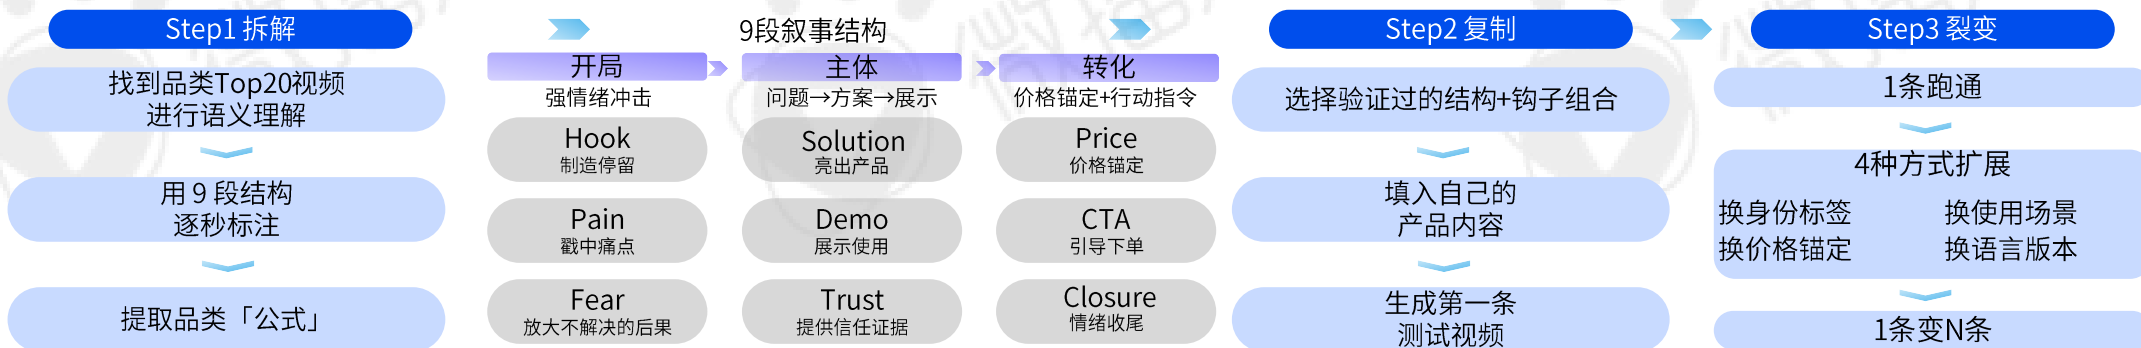 Step1 拆解
找到品类Top20视频
进行语义理解
用 9 段结构
逐秒标注
提取品类「公式」
9段叙事结构
开局
强情绪冲击
Hook
制造停留
Pain
戳中痛点
Fear
放大不解决的后果
主体
问题→方案→展示
Solution
亮出产品
Demo
展示使用
Trust
提供信任证据
转化
价格锚定+行动指令
Price
价格锚定
CTA
引导下单
Closure
情绪收尾
Step2 复制
选择验证过的结构+钩子组合
填入自己的
产品内容
生成第一条
测试视频
Step3 裂变
1条跑通
4种方式扩展
换身份标签 换使用场景
换价格锚定 换语言版本
1条变N条